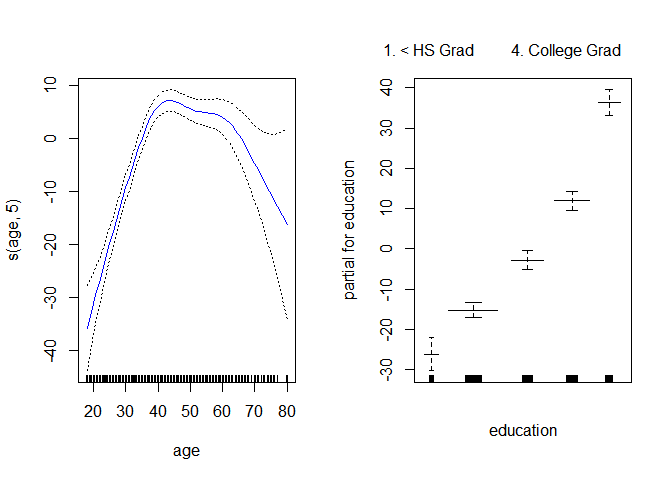 1. < HS Grad
4. College Grad
s(age, 5)
10
0
-10
-20
-30
-40
20 30 40 50 60 70 80
age
partial for education
40
30
20
10
0
-10
-20
-30
education